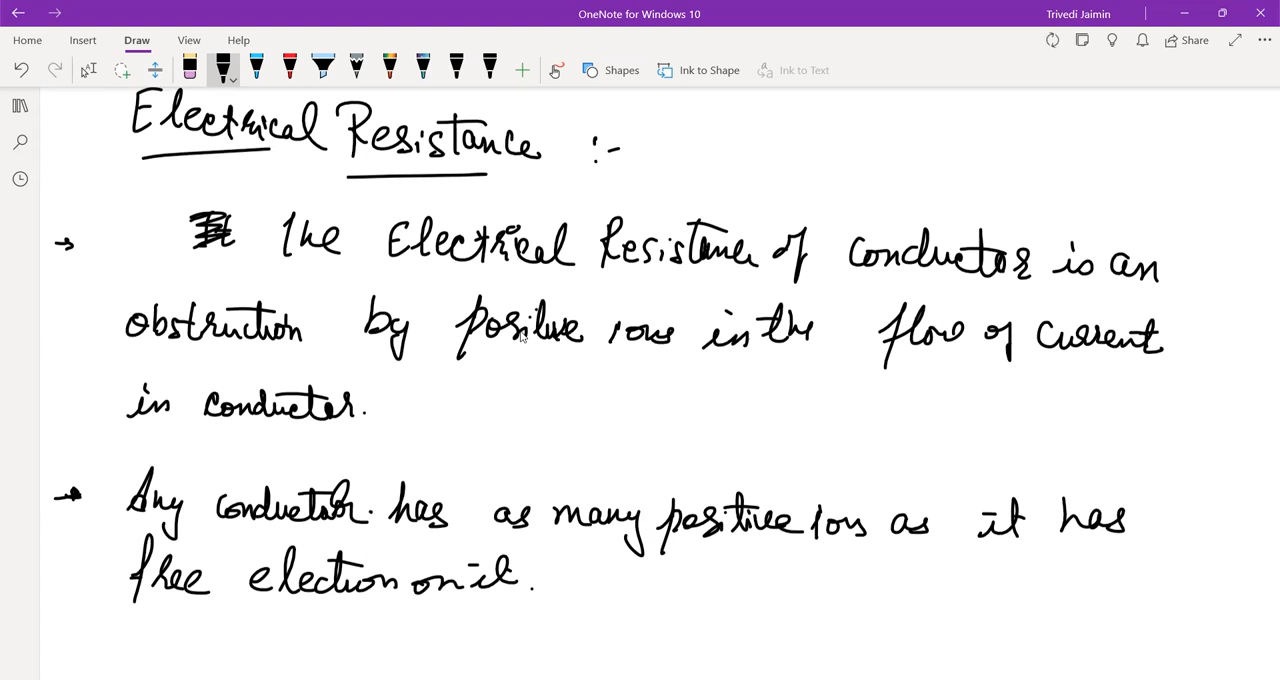 OneNote for Windows 10
Trivedi Jaimin
Home Insert Draw View Help
Share
Shapes Ink to Shape Ink to Text
Electrical Resistance :-
→ The Electrical Resistance of conductor is an
obstruction by positive ions in the flow of current
in conductor.
→ Any conductor. has as many positive ions as it has
free electron on it.